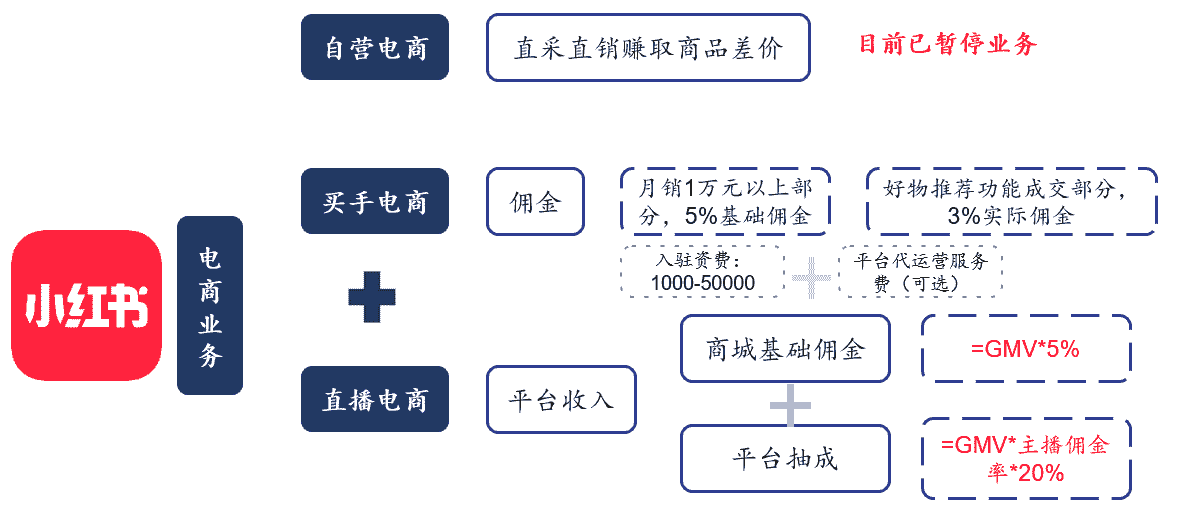 自营电商
直采直销赚取商品差价
目前已暂停业务
买手电商
佣金
月销1万元以上部
分，5%基础佣金
好物推荐功能成交部分，
3%实际佣金
入驻资费：
1000-50000
平台代运营服务
费（可选）
小红书
电
商
业
务
商城基础佣金
=GMV*5%
直播电商
平台收入
平台抽成
=GMV*主播佣金
率*20%